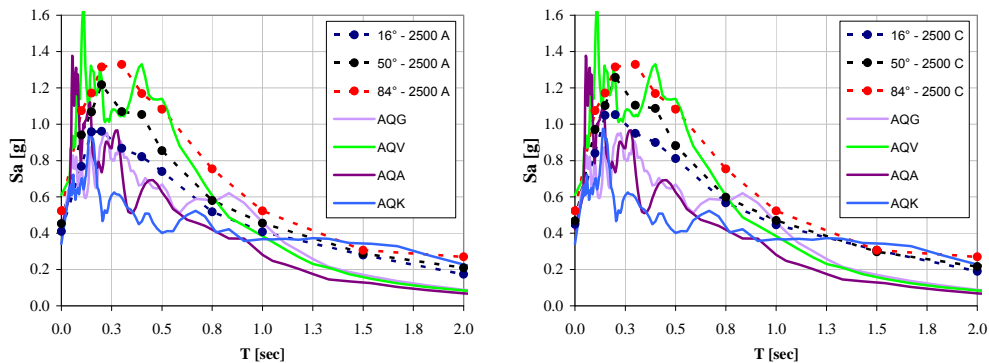 1.6
1.4
1.2
1.0
0.8
0.6
0.4
0.2
0.0
Sa [g]
0.0 0.3 0.5 0.8 1.0 1.3 1.5 1.8 2.0
T [sec]
16° - 2500 A
50° - 2500 A
84° - 2500 A
AQG
AQV
AQA
AQK
1.6
1.4
1.2
1.0
0.8
0.6
0.4
0.2
0.0
Sa [g]
0.0 0.3 0.5 0.8 1.0 1.3 1.5 1.8 2.0
T [sec]
16° - 2500 C
50° - 2500 C
84° - 2500 C
AQG
AQV
AQA
AQK